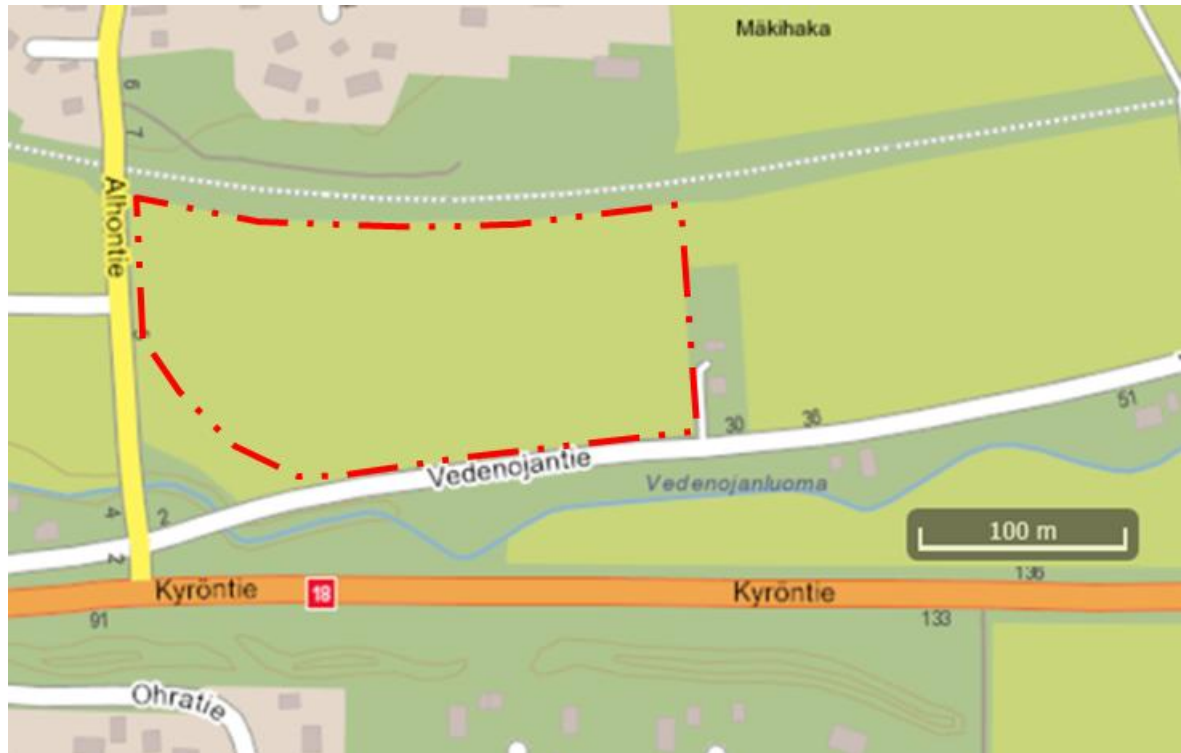 Mäkihaka
6
7
Alhontie
3
Vedenojantie
30
36
51
Vedenojanluoma
4
2
2
100 m
Kyröntie
18
Kyröntie
136
91
133
Ohratie